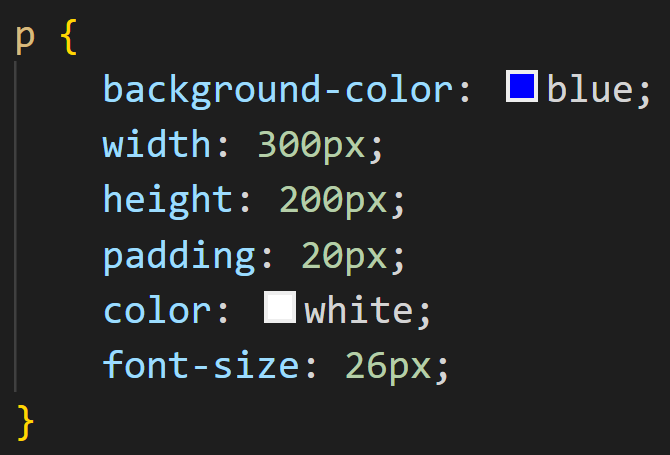 p {
background-color: blue;
width: 300px;
height: 200px;
padding: 20px;
color: white;
font-size: 26px;
}